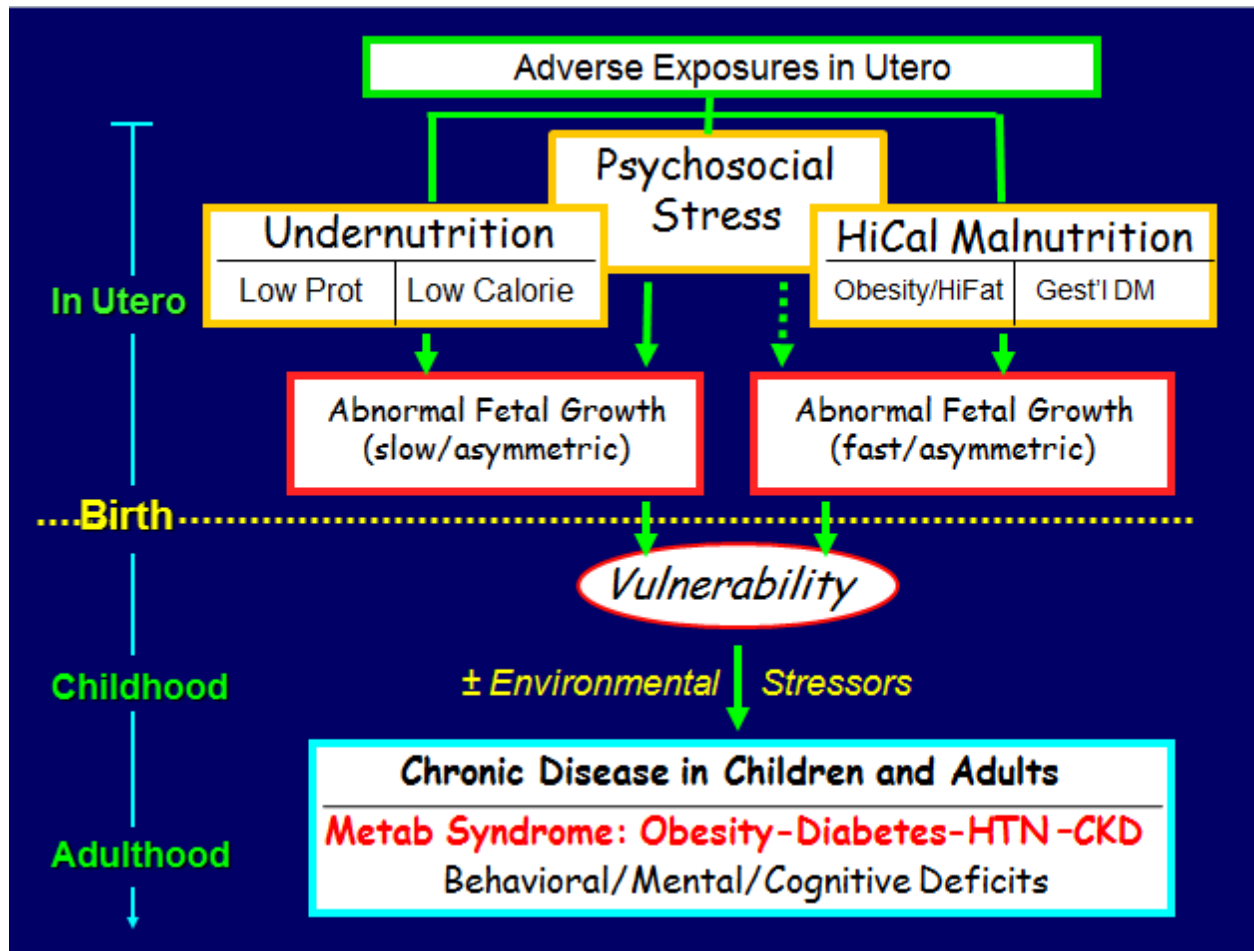 Adverse Exposures in Utero
Psychosocial
Stress
Undernutrition
Low Prot
Low Calorie
HiCal Malnutrition
Obesity/HiFat
Gest'l DM
In Utero
Abnormal Fetal Growth
(slow/asymmetric)
Abnormal Fetal Growth
(fast/asymmetric)
Birth
Vulnerability
Childhood
± Environmental Stressors
Chronic Disease in Children and Adults
Metab Syndrome: Obesity-Diabetes-HTN-CKD
Adulthood
Behavioral/Mental/Cognitive Deficits